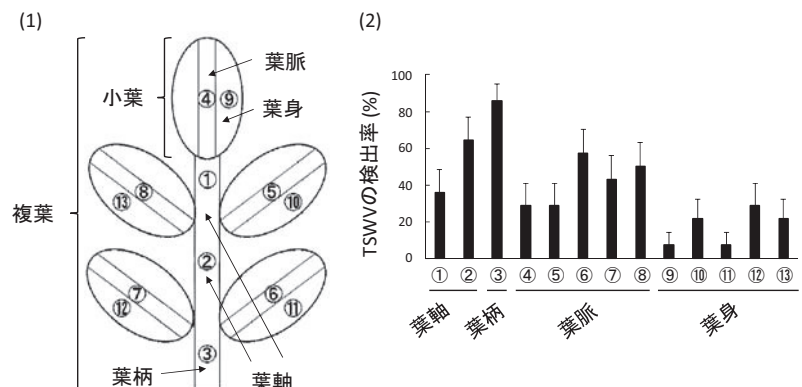 (1)
葉脈
小葉
④ ⑨
葉身
①
⑧ ⑤
⑬ ⑩
複葉
②
⑦ ⑥
⑫ ⑪
③
葉柄
葉軸
(2)
TSWVの検出率 (%)
100
80
60
40
20
0
① ② ③ ④ ⑤ ⑥ ⑦ ⑧ ⑨ ⑩ ⑪ ⑫ ⑬
葉軸 葉柄 葉脈 葉身